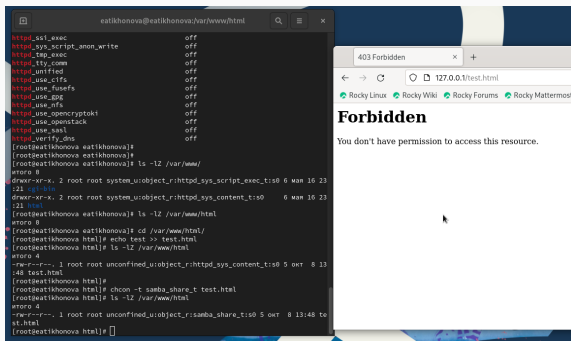 eatikhonova@eatikhonova:/var/www/html
httpd_ssi_exec off
httpd_sys_script_anon_write off
httpd_tmp_exec off
httpd_tty_comm off
httpd_unified off
httpd_use_cifs off
httpd_use_fusefs off
httpd_use_gpg off
httpd_use_nfs off
httpd_use_opencryptoki off
httpd_use_openstack off
httpd_use_sasl off
httpd_verify_dns off
[root@eatikhonova eatikhonova]#
[root@eatikhonova eatikhonova]#
[root@eatikhonova eatikhonova]# ls -lZ /var/www/
итого 0
drwxr-xr-x. 2 root root system_u:object_r:httpd_sys_script_exec_t:s0 6 мая 16 23
:21 cgi-bin
drwxr-xr-x. 2 root root system_u:object_r:httpd_sys_content_t:s0 6 мая 16 23
:21 html
[root@eatikhonova eatikhonova]# ls -lZ /var/www/html
итого 0
[root@eatikhonova eatikhonova]# cd /var/www/html/
[root@eatikhonova html]# echo test >> test.html
[root@eatikhonova html]# ls -lZ /var/www/html
итого 4
-rw-r--r--. 1 root root unconfined_u:object_r:httpd_sys_content_t:s0 5 окт 8 13
:48 test.html
[root@eatikhonova html]#
[root@eatikhonova html]# chcon -t samba_share_t test.html
[root@eatikhonova html]# ls -lZ /var/www/html
итого 4
-rw-r--r--. 1 root root unconfined_u:object_r:samba_share_t:s0 5 окт 8 13:48 te
st.html
[root@eatikhonova html]#
403 Forbidden
127.0.0.1/test.html
Rocky Linux Rocky Wiki Rocky Forums Rocky Mattermost
Forbidden
You don't have permission to access this resource.